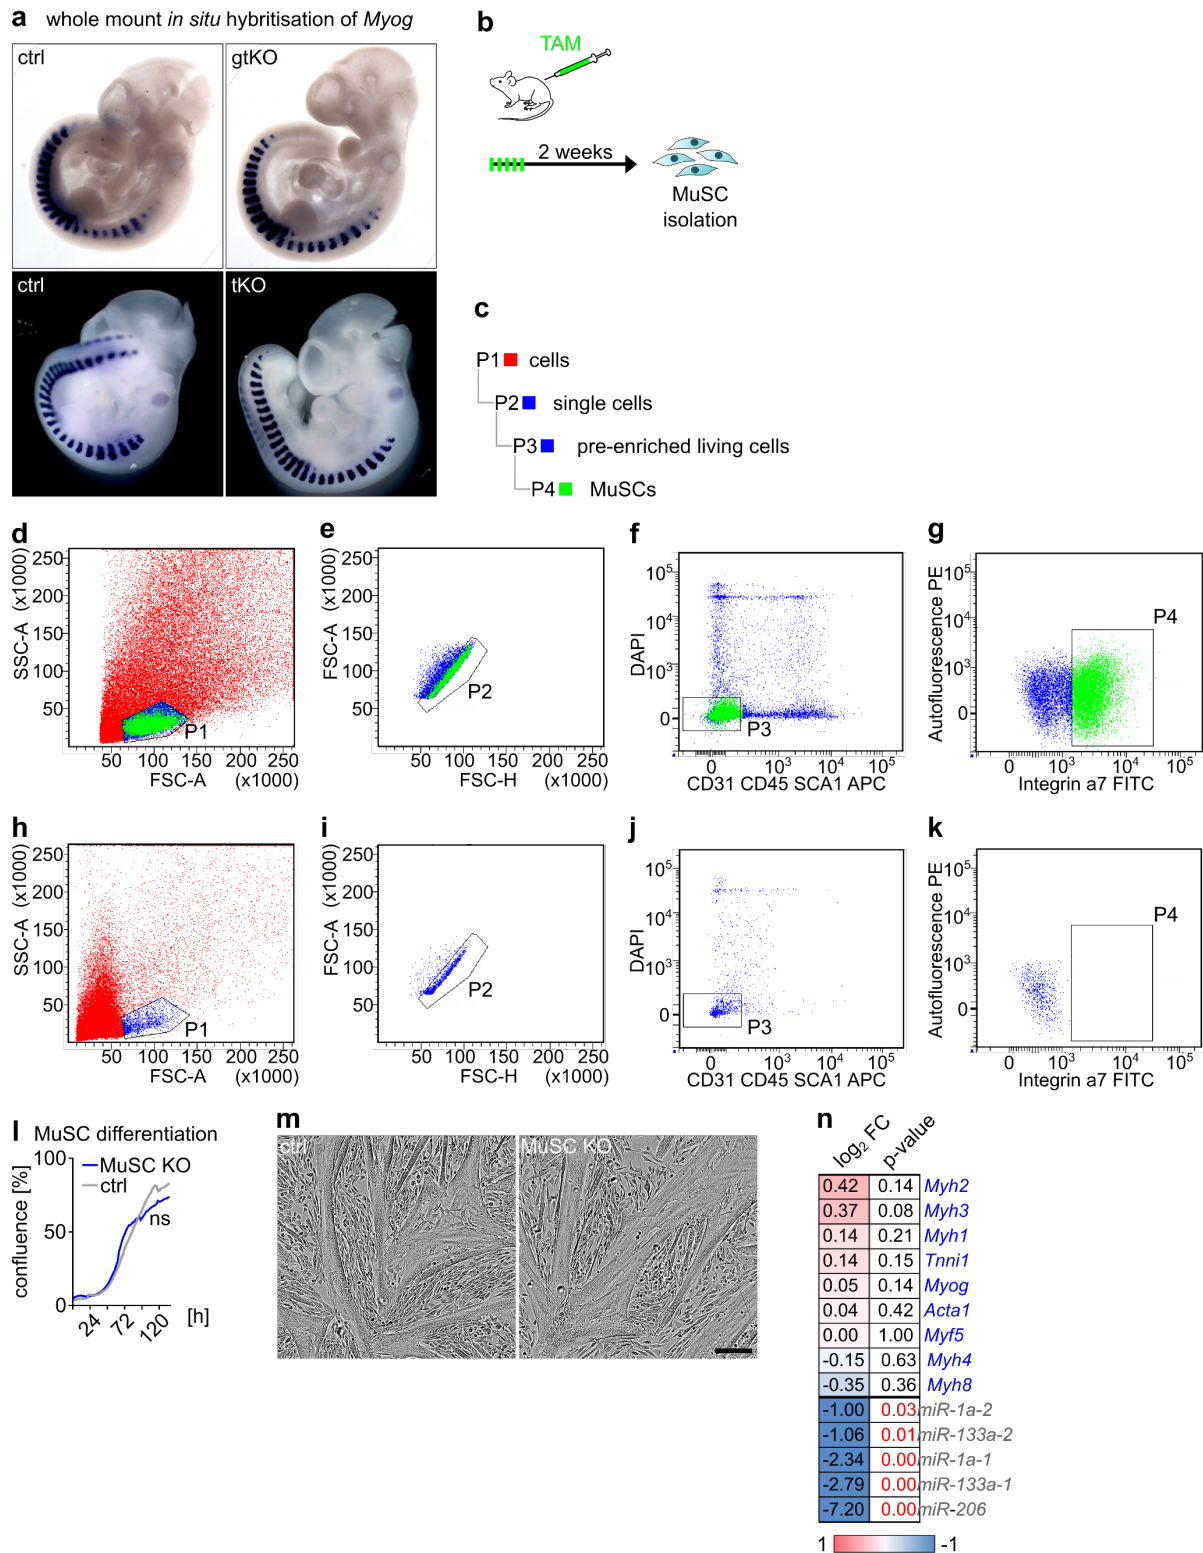 a whole mount in situ hybritisation of Myog
ctrl
gtKO
ctrl
tKO
b
TAM
2 weeks
MuSC
isolation
c
P1 cells
P2 single cells
P3 pre-enriched living cells
P4 MuSCs
d
SSC-A (x1000)
250
200
150
100
50
P1
50 100 150 200 250
FSC-A (x1000)
e
FSC-A (x1000)
250
200
150
100
50
P2
50 100 150 200 250
FSC-H (x1000)
f
DAPI
10^5
10^4
10^3
0
P3
0 10^3 10^4 10^5
CD31 CD45 SCA1 APC
g
Autofluorescence PE
10^5
10^4
10^3
0
P4
0 10^3 10^4 10^5
Integrin a7 FITC
h
SSC-A (x1000)
250
200
150
100
50
P1
50 100 150 200 250
FSC-A (x1000)
i
FSC-A (x1000)
250
200
150
100
50
P2
50 100 150 200 250
FSC-H (x1000)
j
DAPI
10^5
10^4
10^3
0
P3
0 10^3 10^4 10^5
CD31 CD45 SCA1 APC
k
Autofluorescence PE
10^5
10^4
10^3
0
P4
0 10^3 10^4 10^5
Integrin a7 FITC
l MuSC differentiation
confluence [%]
100
50
0
MuSC KO
ctrl
ns
24 72 120 [h]
m
ctrl
MuSC KO
n
log2 FC p-value
0.42 0.14 Myh2
0.37 0.08 Myh3
0.14 0.21 Myh1
0.14 0.15 Tnni1
0.05 0.14 Myog
0.04 0.42 Acta1
0.00 1.00 Myf5
-0.15 0.63 Myh4
-0.35 0.36 Myh8
-1.00 0.03 miR-1a-2
-1.06 0.01 miR-133a-2
-2.34 0.00 miR-1a-1
-2.79 0.00 miR-133a-1
-7.20 0.00 miR-206
1 -1